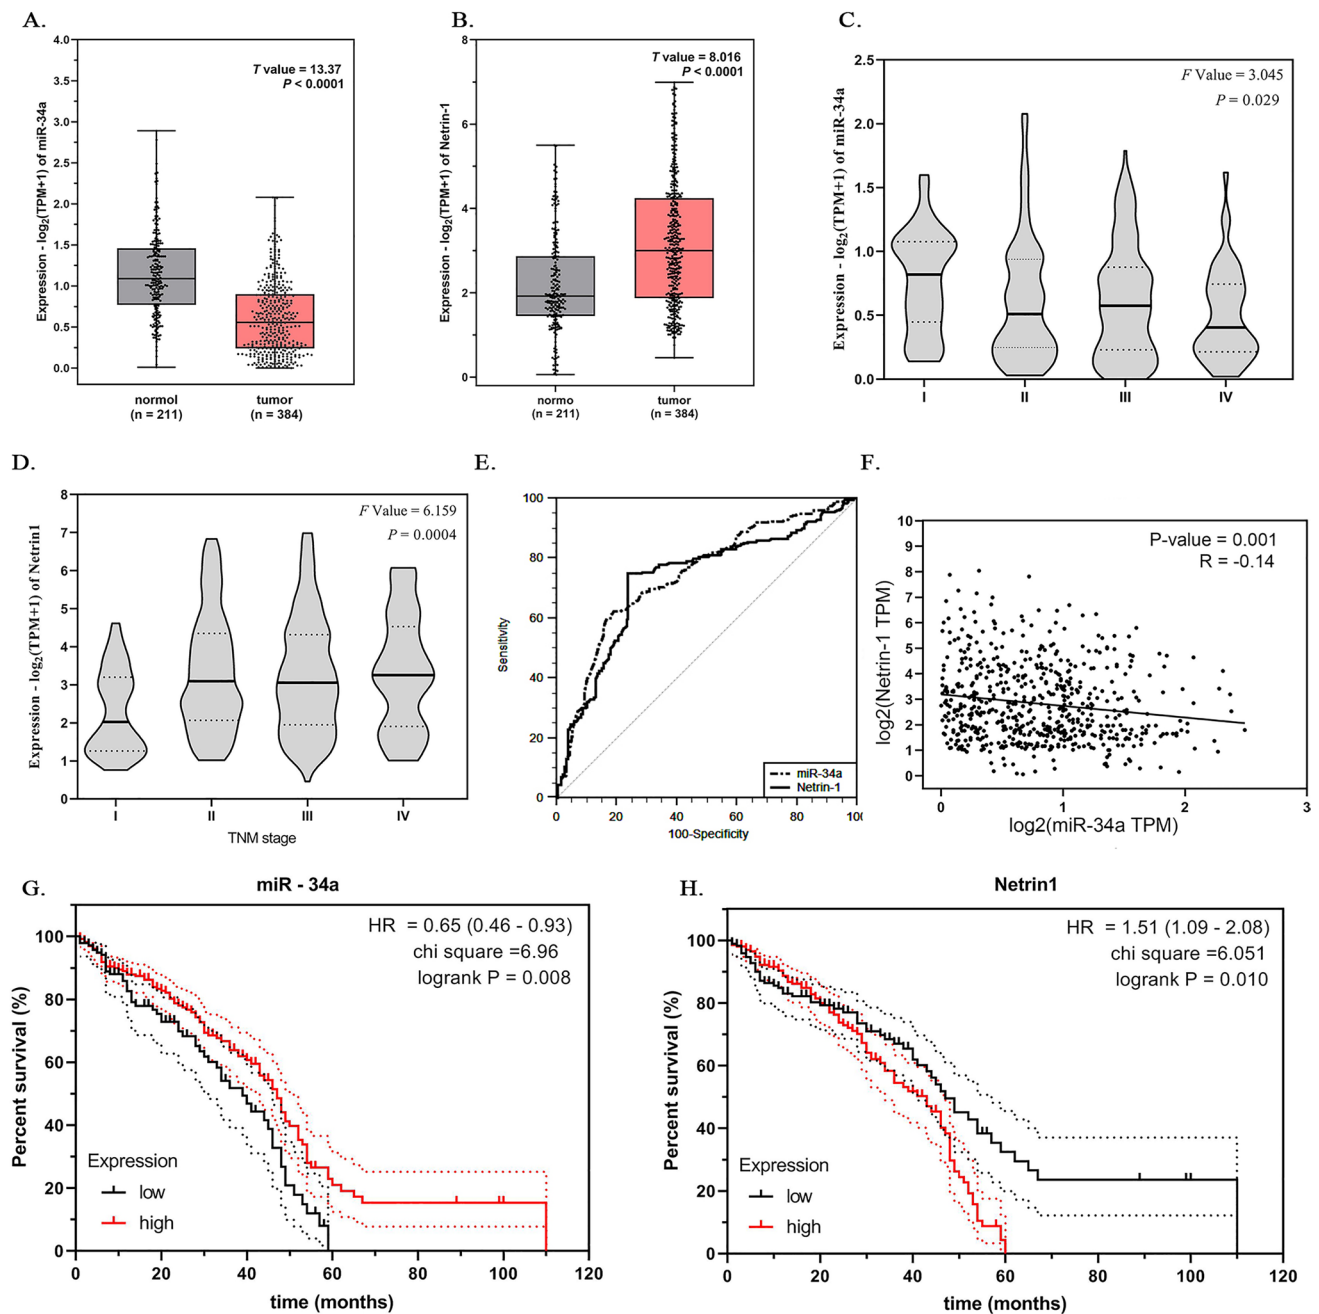 A.
Expression - log2(TPM+1) of miR-34a
4.0
3.5
3.0
2.5
2.0
1.5
1.0
0.5
0.0
T value = 13.37
P < 0.0001
normol
(n = 211)
tumor
(n = 384)
B.
Expression - log2(TPM+1) of Netrin-1
8
6
4
2
0
T value = 8.016
P < 0.0001
normo
(n = 211)
tumor
(n = 384)
C.
Expression - log2(TPM+1) of miR-34a
2.5
2.0
1.5
1.0
0.5
0.0
F Value = 3.045
P = 0.029
I II III IV
D.
Expression - log2(TPM+1) of Netrin1
8
7
6
5
4
3
2
1
0
F Value = 6.159
P = 0.0004
I II III IV
TNM stage
E.
Sensitivity
100
80
60
40
20
0
miR-34a
Netrin-1
0 20 40 60 80 10
100-Specificity
F.
log2(Netrin-1 TPM)
10
9
8
7
6
5
4
3
2
1
0
P-value = 0.001
R = -0.14
0 1 2 3
log2(miR-34a TPM)
G.
miR - 34a
Percent survival (%)
100
80
60
40
20
0
HR = 0.65 (0.46 - 0.93)
chi square =6.96
logrank P = 0.008
Expression
low
high
0 20 40 60 80 100 120
time (months)
H.
Netrin1
Percent survival (%)
100
80
60
40
20
0
HR = 1.51 (1.09 - 2.08)
chi square =6.051
logrank P = 0.010
Expression
low
high
0 20 40 60 80 100 120
time (months)